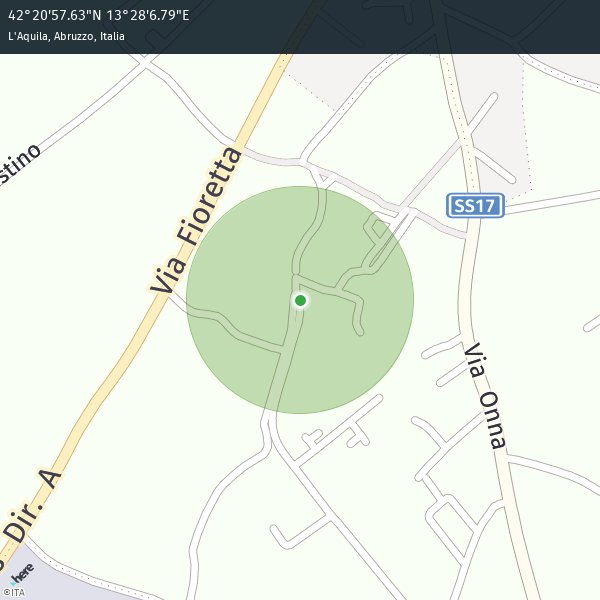 42°20'57.63"N 13°28'6.79"E
L'Aquila, Abruzzo, Italia
stino
Via Fioretta
SS17
Via Onna
Dir. A
here
©ITA